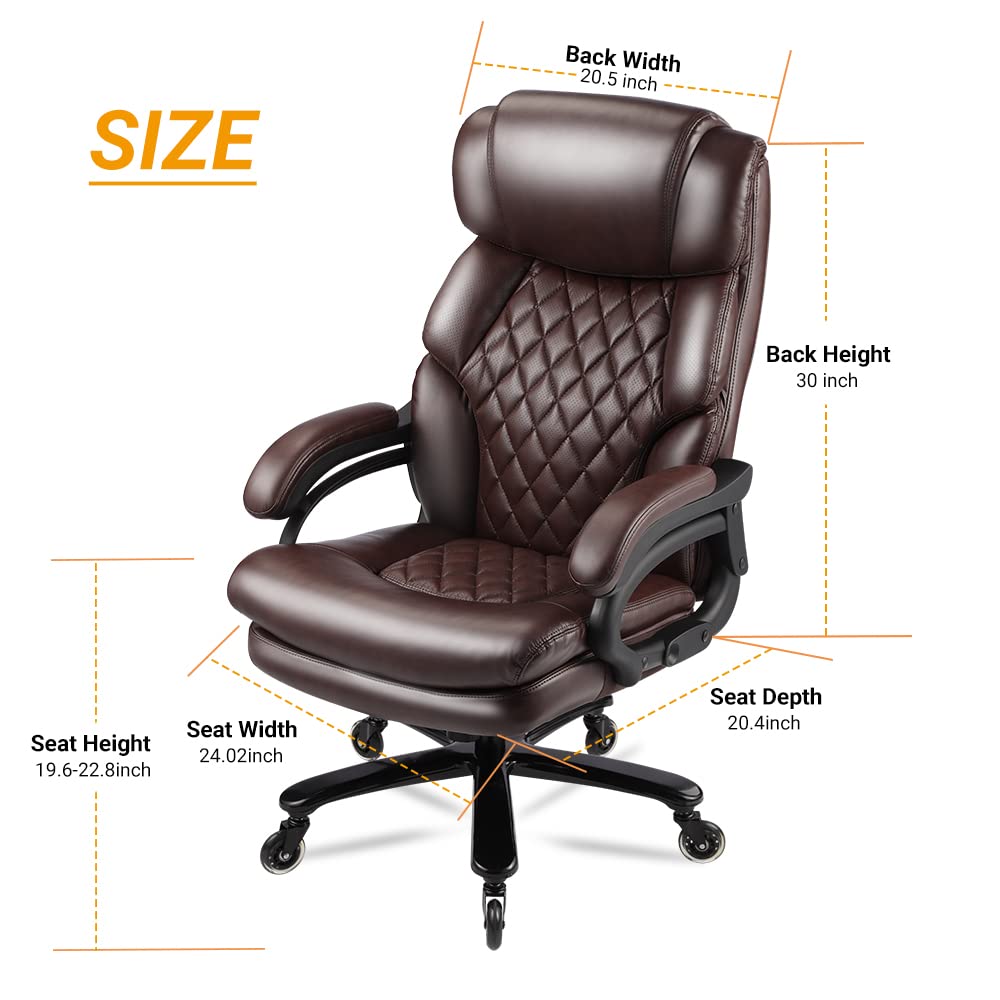 SIZE
Back Width
20.5 inch
Back Height
30 inch
Seat Depth
20.4inch
Seat Width
24.02inch
Seat Height
19.6-22.8inch